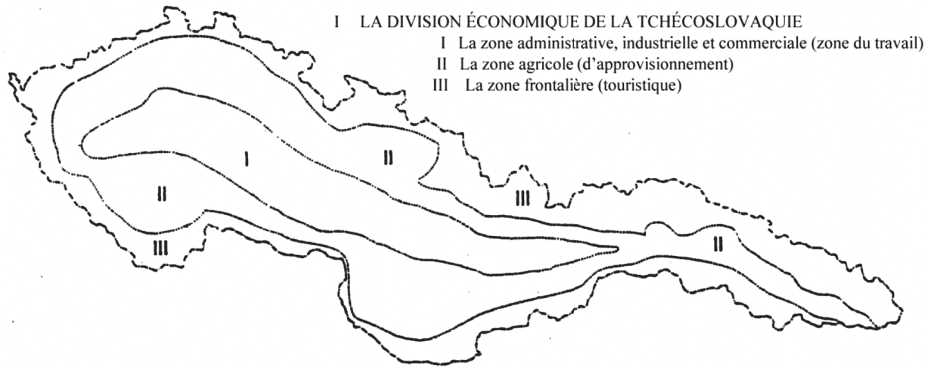 I LA DIVISION ÉCONOMIQUE DE LA TCHÉCOSLOVAQUIE
I La zone administrative, industrielle et commerciale (zone du travail)
II La zone agricole (d'approvisionnement)
III La zone frontalière (touristique)
I
II
III
II
II
III